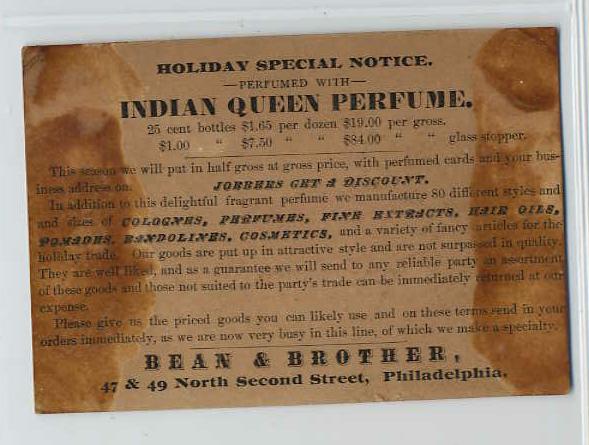 HOLIDAY SPECIAL NOTICE.
—PERFUMED WITH—
INDIAN QUEEN PERFUME.
25 cent bottles $1.65 per dozen $19.00 per gross.
$1.00 " $7.50 " " $84.00 " " glass stopper.
This season we will put in half gross at gross price, with perfumed cards and your bus-
iness address on. JOBBERS GET A DISCOUNT.
In addition to this delightful fragrant perfume we manufacture 80 different styles and
and sizes of COLOGNES, PERFUMES, FINE EXTRACTS, HAIR OILS,
POMADES, BANDOLINES, COSMETICS, and a variety of fancy articles for the
holiday trade. Our goods are put up in attractive style and are not surpassed in quality.
They are well liked, and as a guarantee we will send to any reliable party an assortment
of these goods and those not suited to the party's trade can be immediately returned at our
expense.
Please give us the priced goods you can likely use and on these terms send in your
orders immediately, as we are now very busy in this line, of which we make a specialty.
BEAN & BROTHER,
47 & 49 North Second Street, Philadelphia.